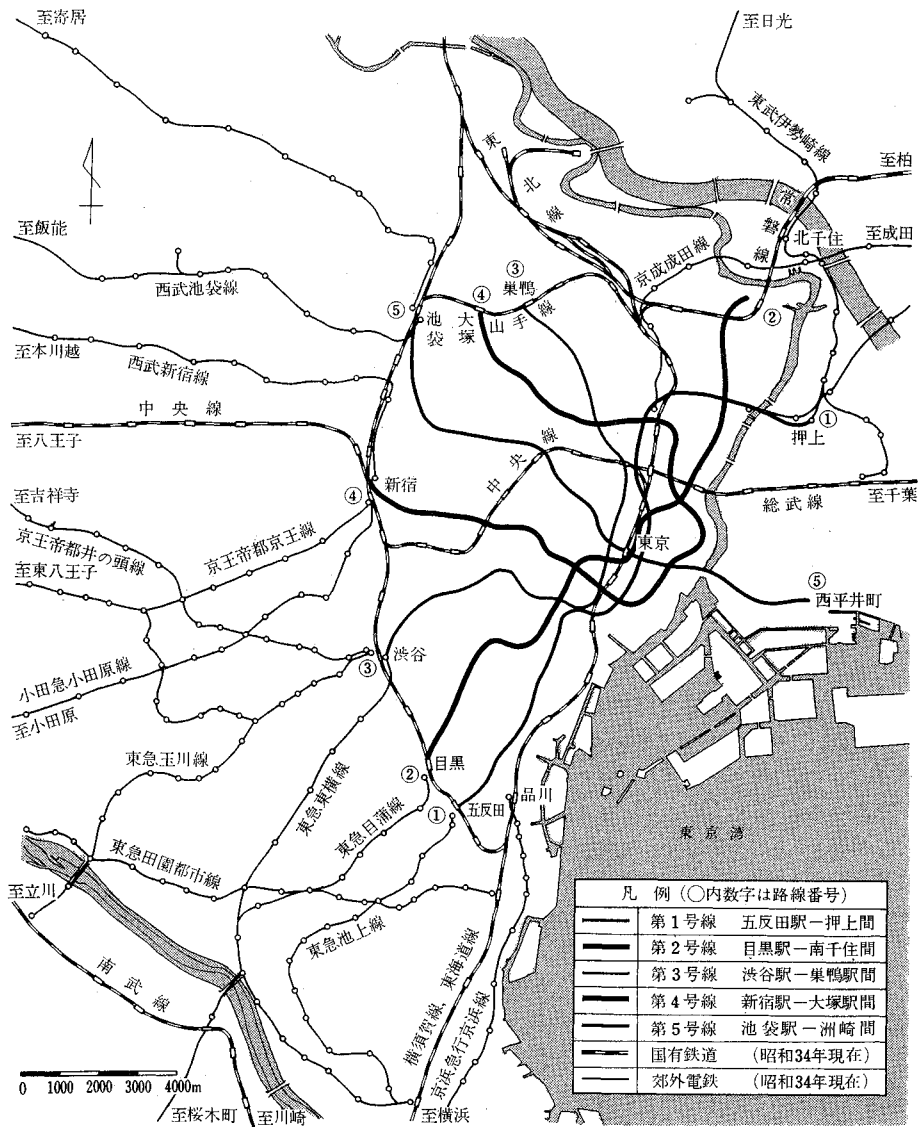 至寄居
至日光
東武伊勢崎線
至柏
東北線
常磐線
北千住
至成田
京成成田線
至飯能
西武池袋線
③
巣鴨
④
大塚
山手線
⑤
池袋
②
至本川越
西武新宿線
中央線
至八王子
①
押上
新宿
④
中央線
総武線
至千葉
至吉祥寺
京王帝都井の頭線
京王帝都京王線
至東八王子
東京
⑤
西平井町
小田急小田原線
至小田原
③
渋谷
東急玉川線
東急東横線
目黒
②
東急目蒲線
①
五反田
品川
東京湾
東急田園都市線
至立川
東急池上線
南武線
横須賀線、東海道線
京浜急行京浜線
0 1000 2000 3000 4000m
至桜木町
至川崎
至横浜
凡 例 (○内数字は路線番号)
第1号線 五反田駅－押上間
第2号線 目黒駅－南千住間
第3号線 渋谷駅－巣鴨駅間
第4号線 新宿駅－大塚駅間
第5号線 池袋駅－洲崎間
国有鉄道 (昭和34年現在)
郊外電鉄 (昭和34年現在)